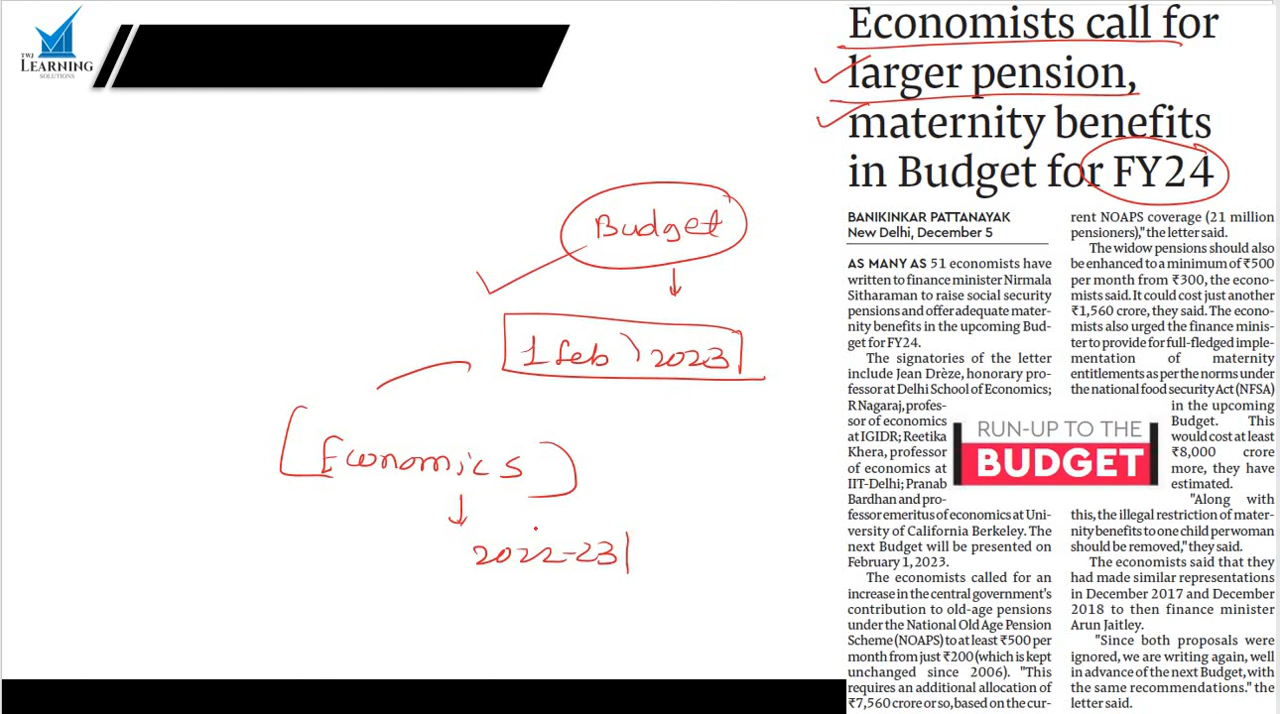 TWJ
LEARNING
SOLUTIONS
Budget
1 feb 2023
Economics
2022-23
Economists call for
larger pension,
maternity benefits
in Budget for FY24
BANIKINKAR PATTANAYAK
New Delhi, December 5
AS MANY AS 51 economists have
written to finance minister Nirmala
Sitharaman to raise social security
pensions and offer adequate mater-
nity benefits in the upcoming Bud-
get for FY24.
The signatories of the letter
include Jean Drèze, honorary pro-
fessor at Delhi School of Economics;
R Nagaraj, profes-
sor of economics
at IGIDR; Reetika
Khera, professor
of economics at
IIT-Delhi; Pranab
Bardhan and pro-
fessor emeritus of economics at Uni-
versity of California Berkeley. The
next Budget will be presented on
February 1, 2023.
The economists called for an
increase in the central government's
contribution to old-age pensions
under the National Old Age Pension
Scheme (NOAPS) to at least ₹500 per
month from just ₹200 (which is kept
unchanged since 2006). "This
requires an additional allocation of
₹7,560 crore or so, based on the cur-
rent NOAPS coverage (21 million
pensioners)," the letter said.
The widow pensions should also
be enhanced to a minimum of ₹500
per month from ₹300, the econo-
mists said. It could cost just another
₹1,560 crore, they said. The econo-
mists also urged the finance minis-
ter to provide for full-fledged imple-
mentation of maternity
entitlements as per the norms under
the national food security Act (NFSA)
in the upcoming
Budget. This
would cost at least
₹8,000 crore
more, they have
estimated.
"Along with
this, the illegal restriction of mater-
nity benefits to one child per woman
should be removed," they said.
The economists said that they
had made similar representations
in December 2017 and December
2018 to then finance minister
Arun Jaitley.
"Since both proposals were
ignored, we are writing again, well
in advance of the next Budget, with
the same recommendations." the
letter said.
RUN-UP TO THE
BUDGET